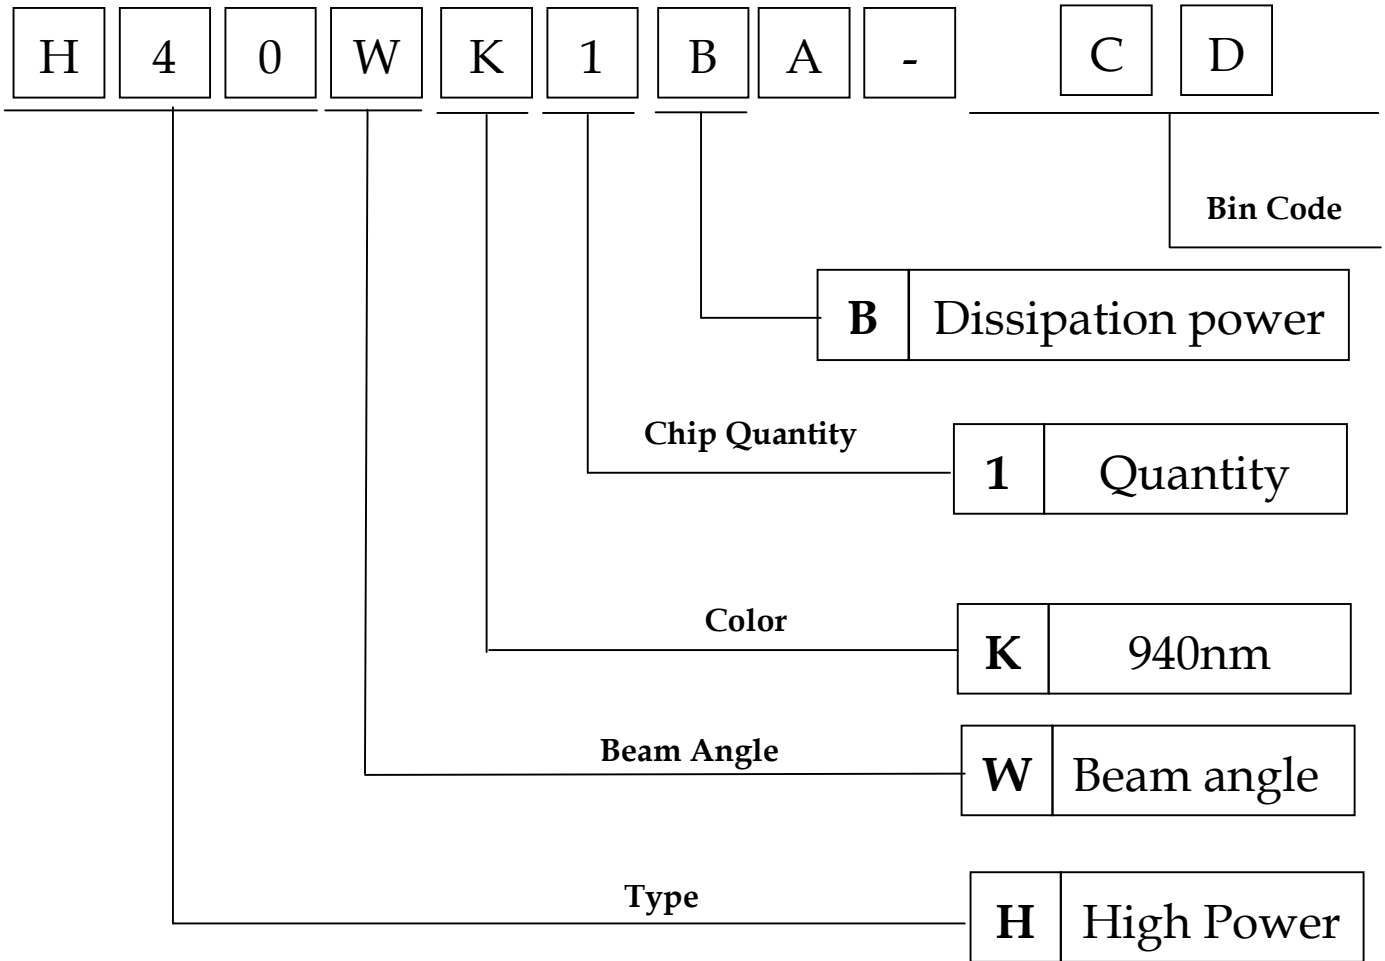 H 4 0 W K 1 B A - C D
Bin Code
B Dissipation power
Chip Quantity
1 Quantity
Color
K 940nm
Beam Angle
W Beam angle
Type
H High Power